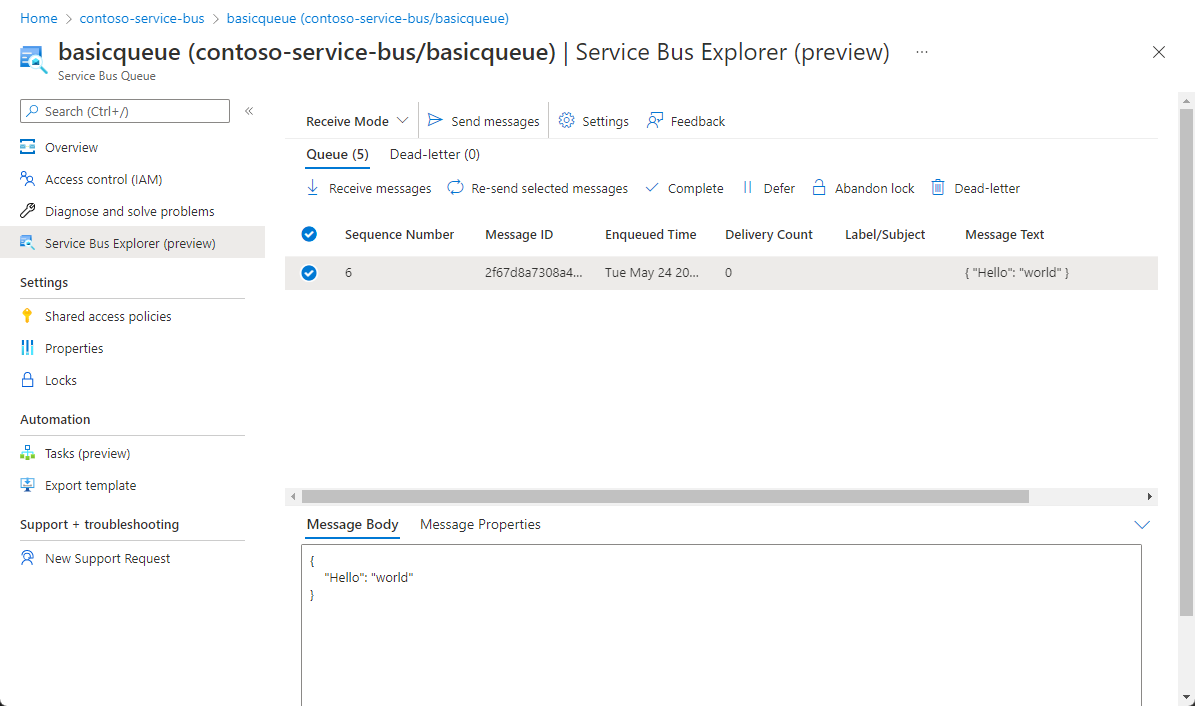 Home > contoso-service-bus > basicqueue (contoso-service-bus/basicqueue)
basicqueue (contoso-service-bus/basicqueue) | Service Bus Explorer (preview) ...
Service Bus Queue
Search (Ctrl+/) «
Overview
Access control (IAM)
Diagnose and solve problems
Service Bus Explorer (preview)
Settings
Shared access policies
Properties
Locks
Automation
Tasks (preview)
Export template
Support + troubleshooting
New Support Request
Receive Mode Send messages Settings Feedback
Queue (5) Dead-letter (0)
Receive messages Re-send selected messages Complete Defer Abandon lock Dead-letter
Sequence Number Message ID Enqueued Time Delivery Count Label/Subject Message Text
6 2f67d8a7308a4... Tue May 24 20... 0 { "Hello": "world" }
Message Body Message Properties
{
"Hello": "world"
}